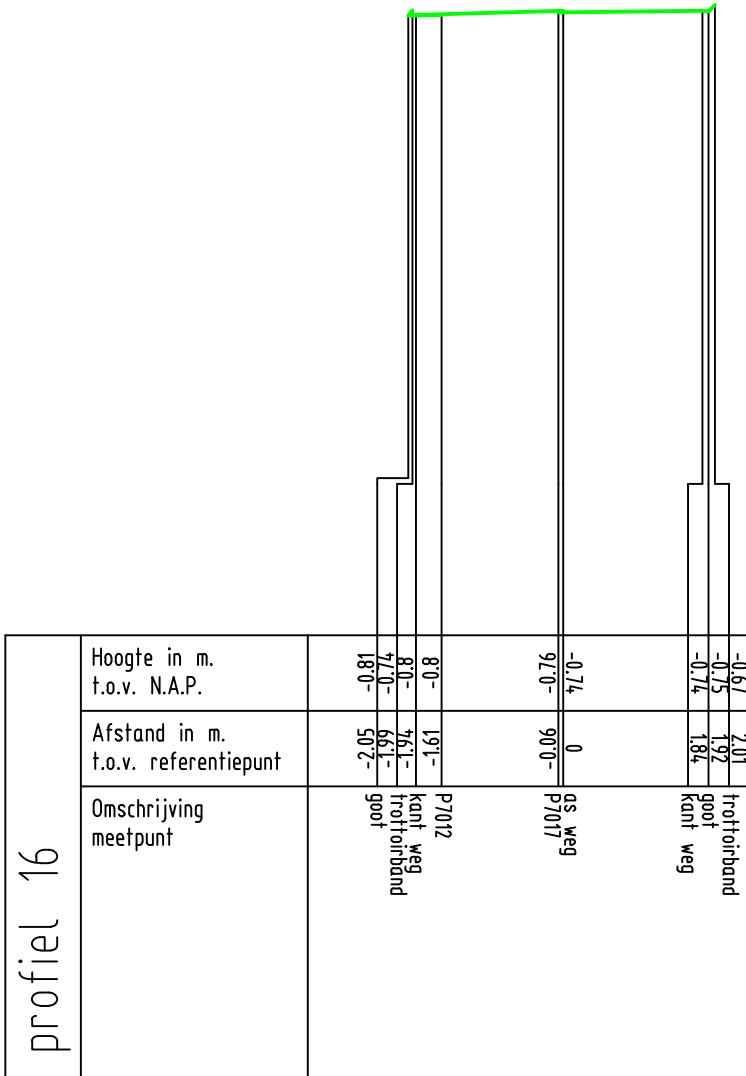 profiel 16
Hoogte in m.
t.o.v. N.A.P.
-0.81
-0.74
-0.8
-0.8
-0.76
-0.74
-0.74
-0.75
-0.67
Afstand in m.
t.o.v. referentiepunt
-2.05
-1.99
-1.94
-1.61
-0.06
0
1.84
1.92
2.01
Omschrijving
meetpunt
goot
trottoirband
kant weg
P7012
P7017
as weg
kant weg
goot
trottoirband